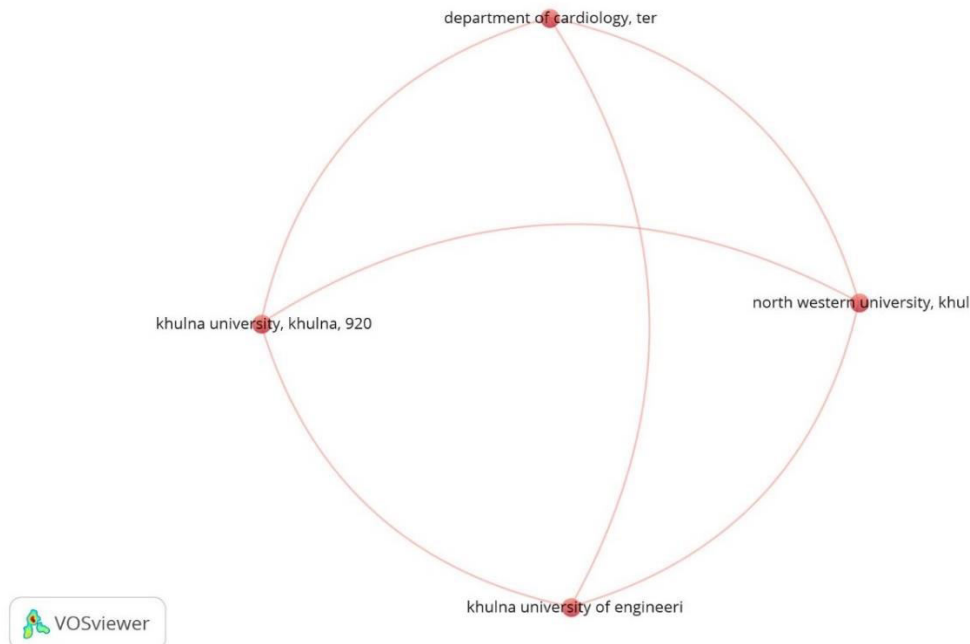 department of cardiology, ter
north western university, khul
khulna university, khulna, 920
khulna university of engineeri
VOSviewer